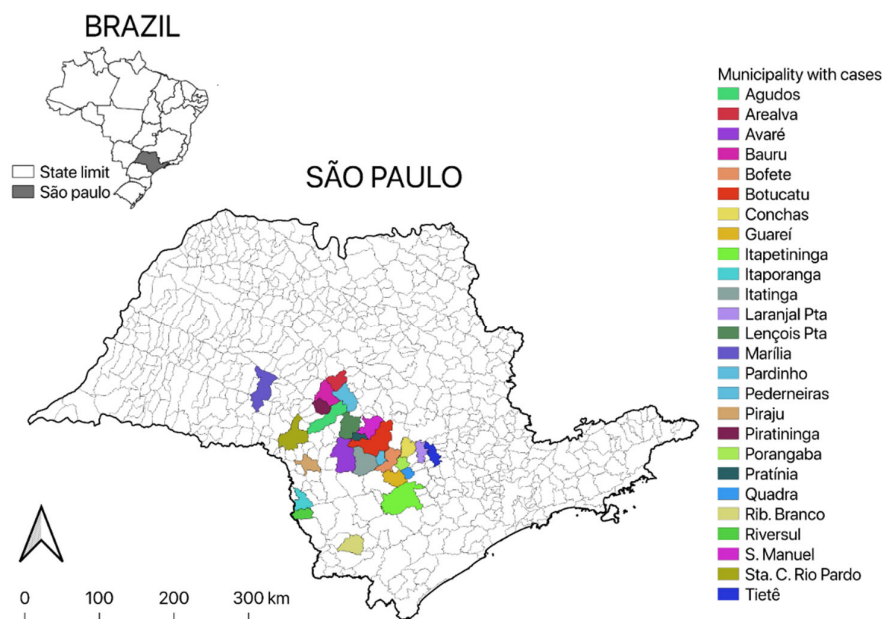 BRAZIL
State limit
São paulo
SÃO PAULO
Municipality with cases
Agudos
Arealva
Avaré
Bauru
Bofete
Botucatu
Conchas
Guareí
Itapetininga
Itaporanga
Itatinga
Laranjal Pta
Lençois Pta
Marília
Pardinho
Pederneiras
Piraju
Piratininga
Porangaba
Pratínia
Quadra
Rib. Branco
Riversul
S. Manuel
Sta. C. Rio Pardo
Tietê
0 100 200 300 km